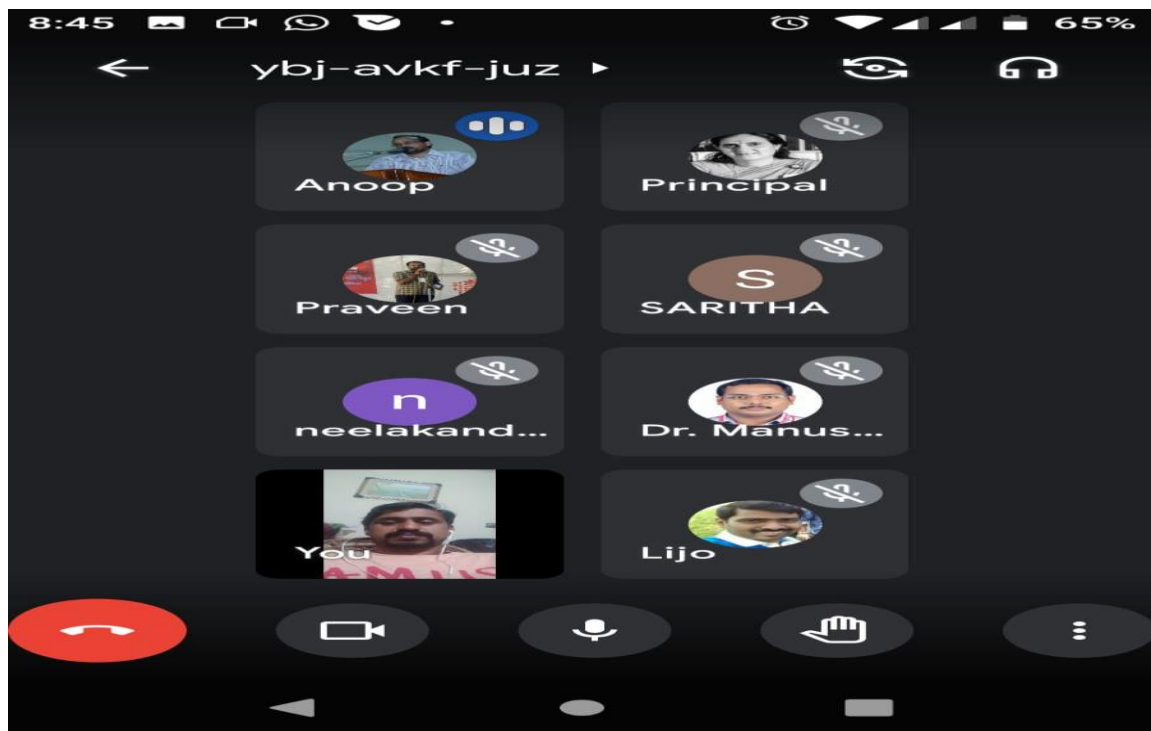 8:45 65%
ybj-avkf-juz
Anoop Principal
Praveen S SARITHA
n neelakand... Dr. Manus...
You Lijo